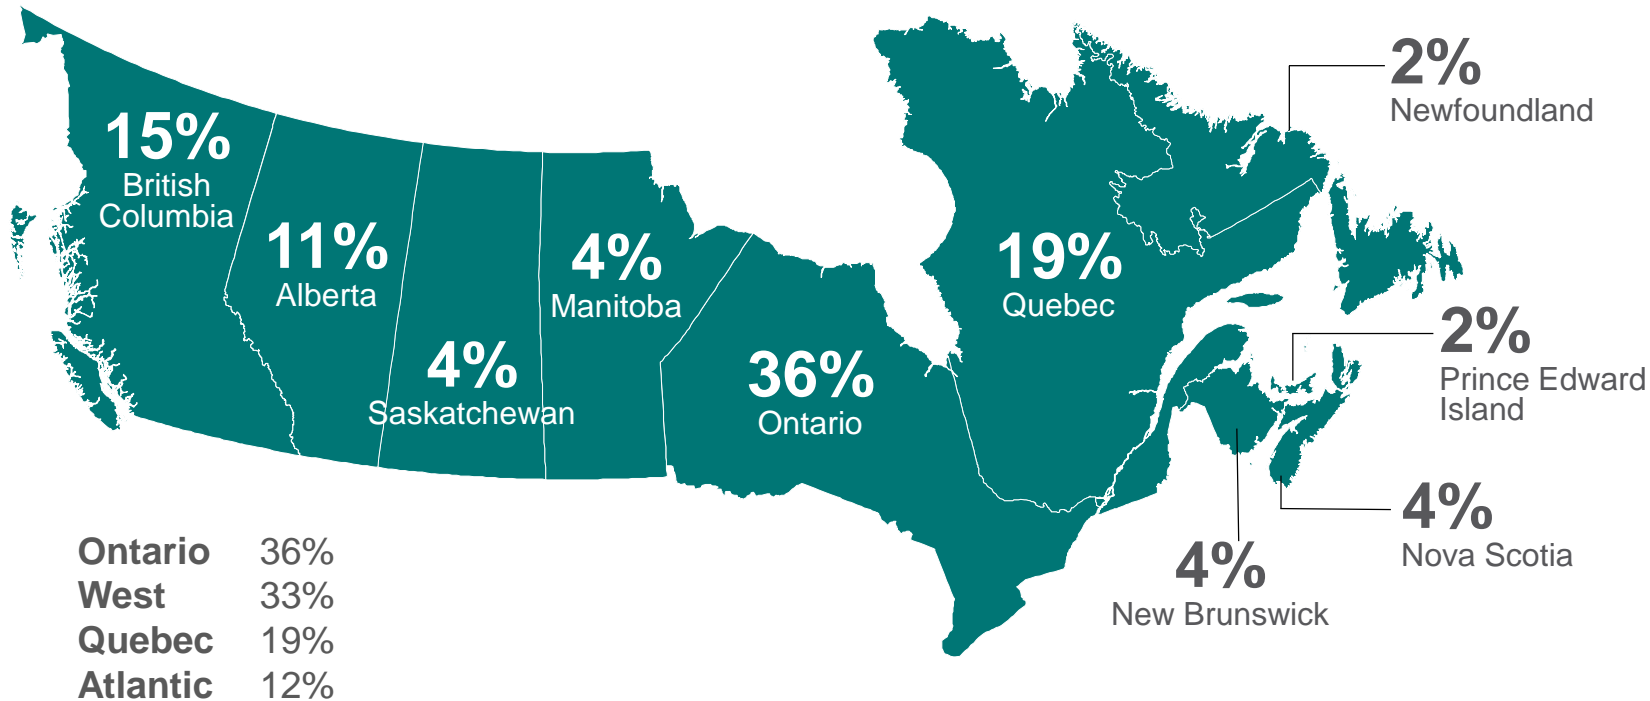 15%
British
Columbia
11%
Alberta
4%
Saskatchewan
4%
Manitoba
36%
Ontario
19%
Quebec
2%
Newfoundland
2%
Prince Edward
Island
4%
Nova Scotia
4%
New Brunswick
Ontario 36%
West 33%
Quebec 19%
Atlantic 12%